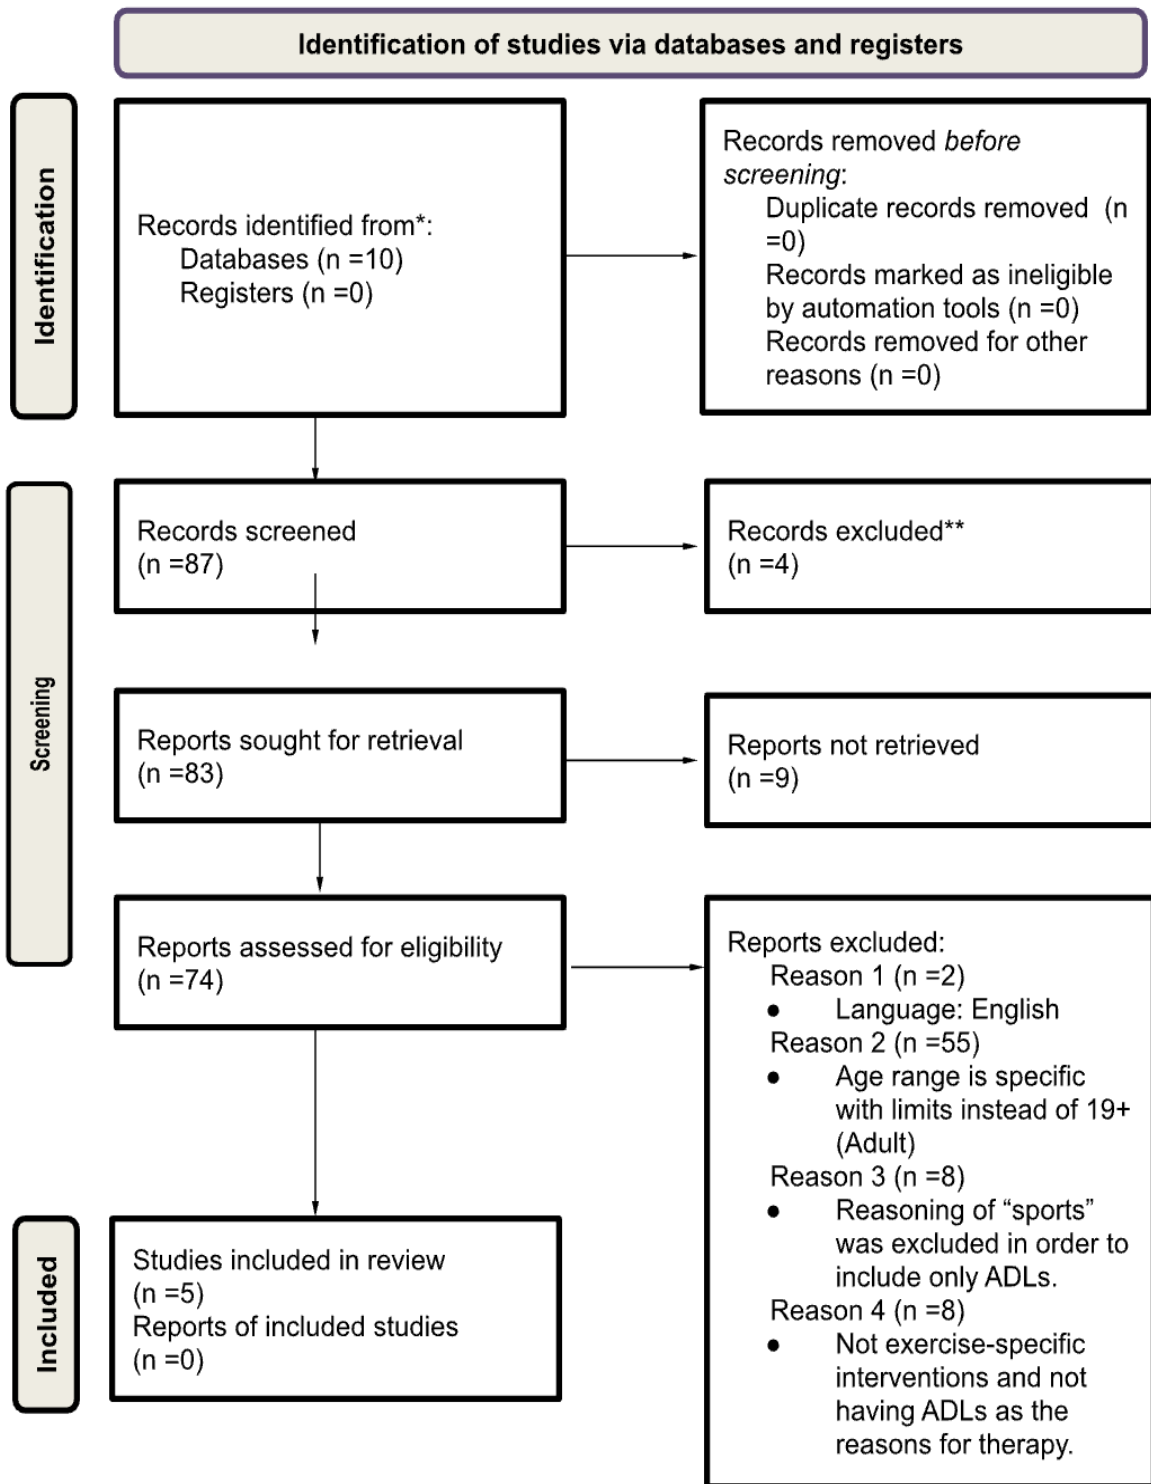 Identification of studies via databases and registers
Identification
Records identified from*:
Databases (n =10)
Registers (n =0)
Records removed before
screening:
Duplicate records removed (n
=0)
Records marked as ineligible
by automation tools (n =0)
Records removed for other
reasons (n =0)
Screening
Records screened
(n =87)
Records excluded**
(n =4)
Reports sought for retrieval
(n =83)
Reports not retrieved
(n =9)
Reports assessed for eligibility
(n =74)
Reports excluded:
Reason 1 (n =2)
● Language: English
Reason 2 (n =55)
● Age range is specific
with limits instead of 19+
(Adult)
Reason 3 (n =8)
● Reasoning of “sports”
was excluded in order to
include only ADLs.
Reason 4 (n =8)
● Not exercise-specific
interventions and not
having ADLs as the
reasons for therapy.
Included
Studies included in review
(n =5)
Reports of included studies
(n =0)